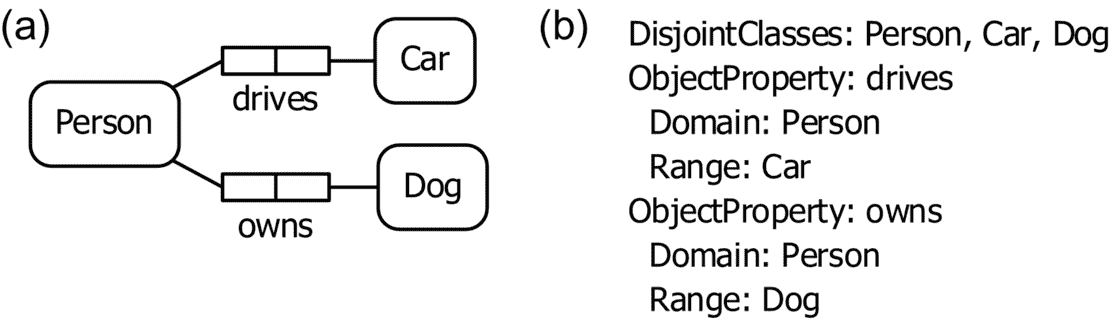 (a)
Person
drives
Car
owns
Dog
(b)
DisjointClasses: Person, Car, Dog
ObjectProperty: drives
Domain: Person
Range: Car
ObjectProperty: owns
Domain: Person
Range: Dog